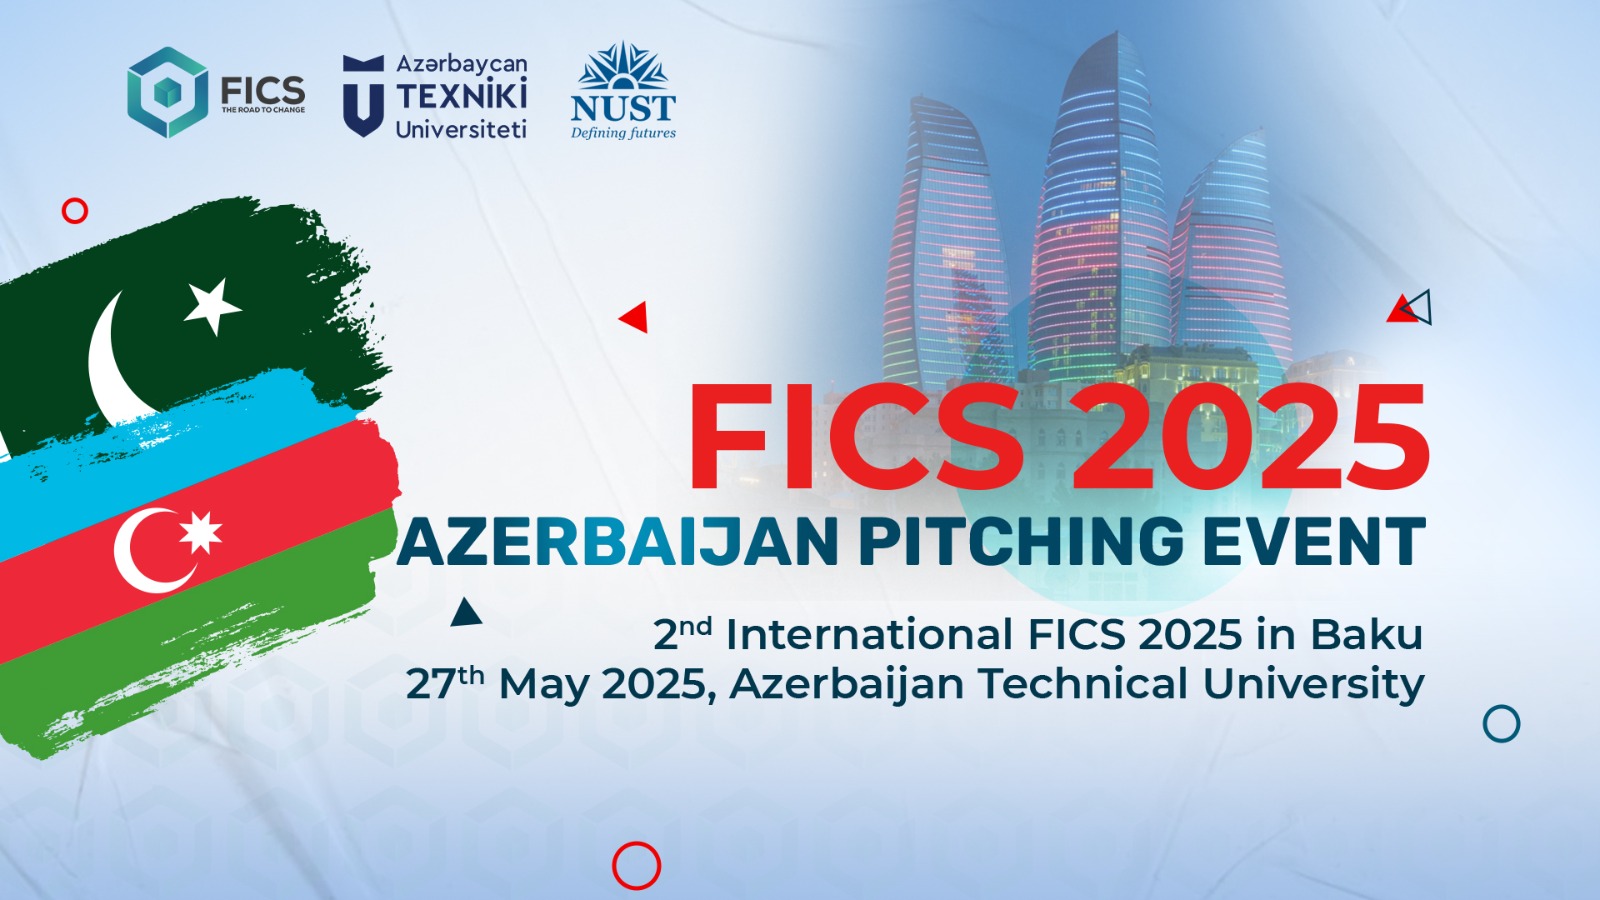 FICS
THE ROAD TO CHANGE
Azərbaycan
TEXNİKİ
Universiteti
NUST
Defining futures
FICS 2025
AZERBAIJAN PITCHING EVENT
2nd International FICS 2025 in Baku
27th May 2025, Azerbaijan Technical University